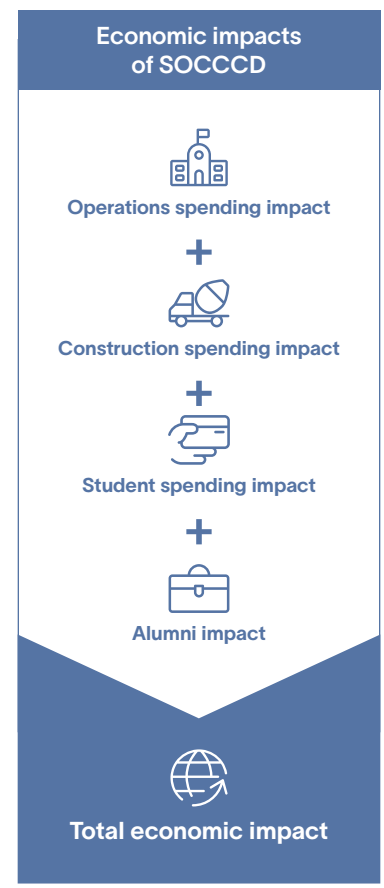 Economic impacts
of SOCCCD
Operations spending impact
+
Construction spending impact
+
Student spending impact
+
Alumni impact
Total economic impact